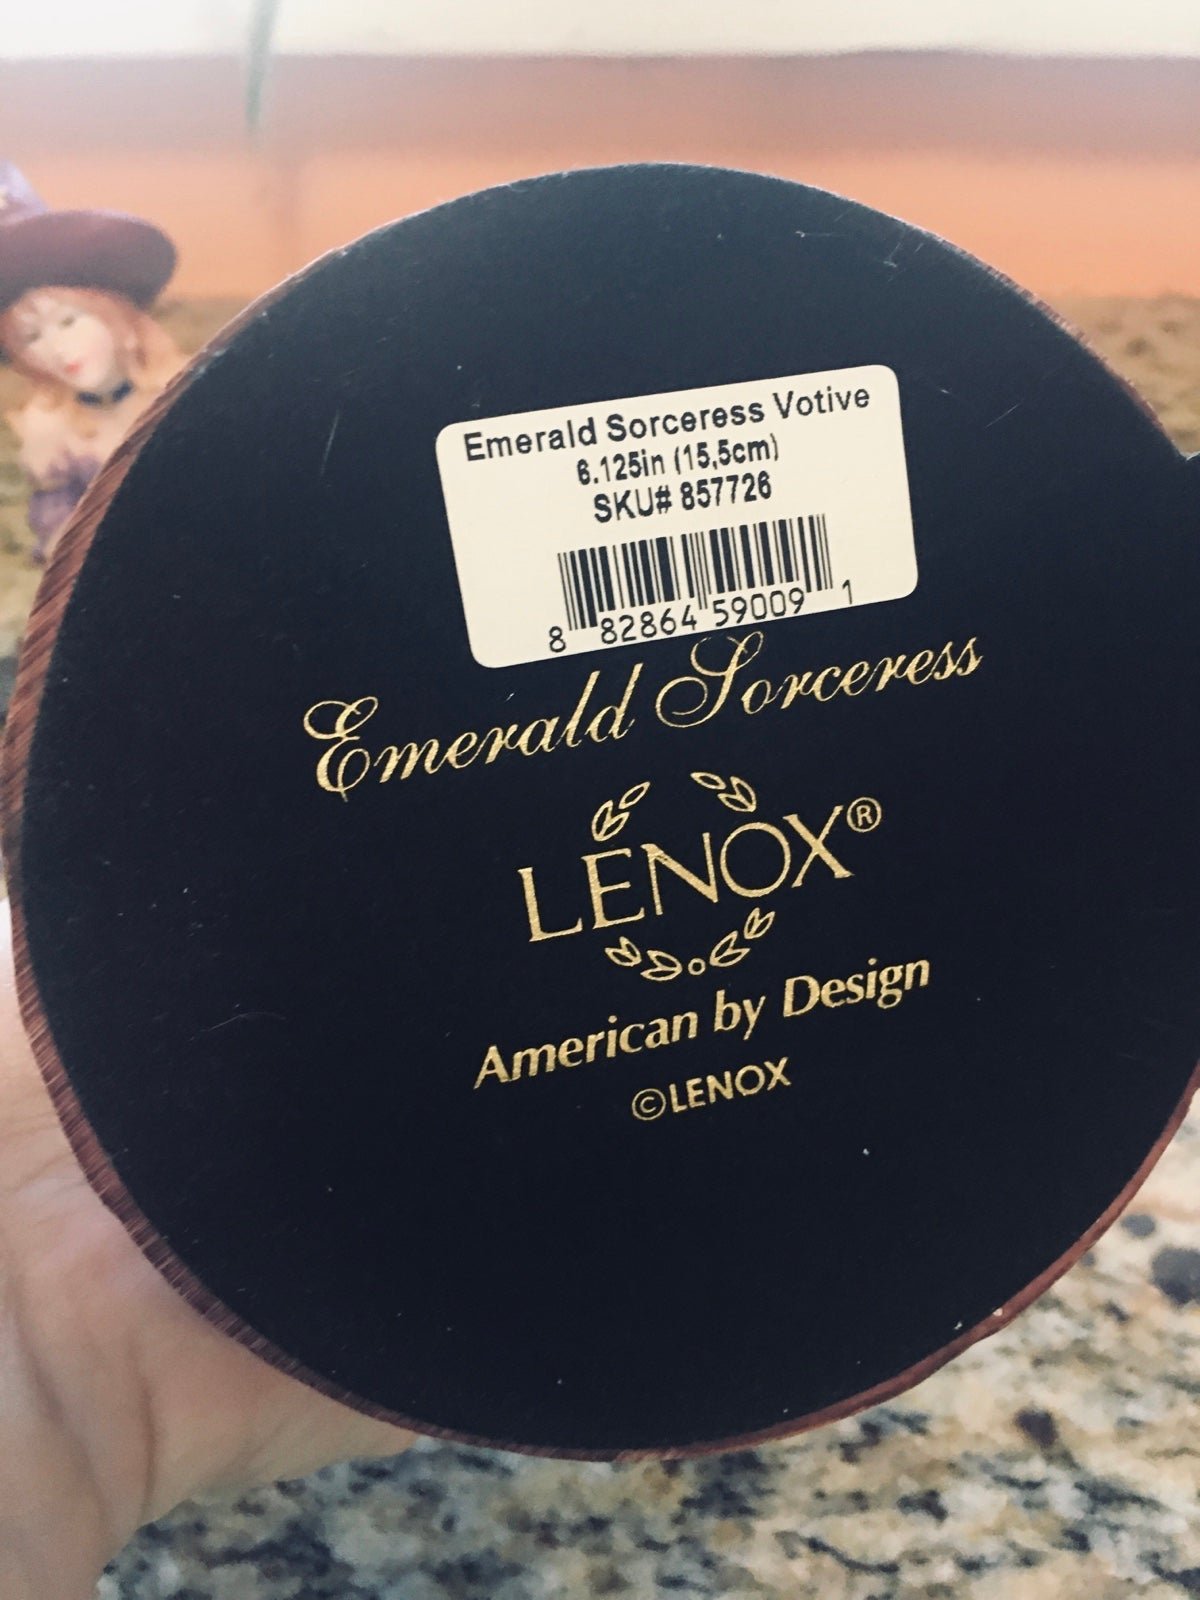 Emerald Sorceress Votive
6.125in (15,5cm)
SKU# 857726
8 82864 59009 1
Emerald Sorceress
LENOX®
American by Design
©LENOX